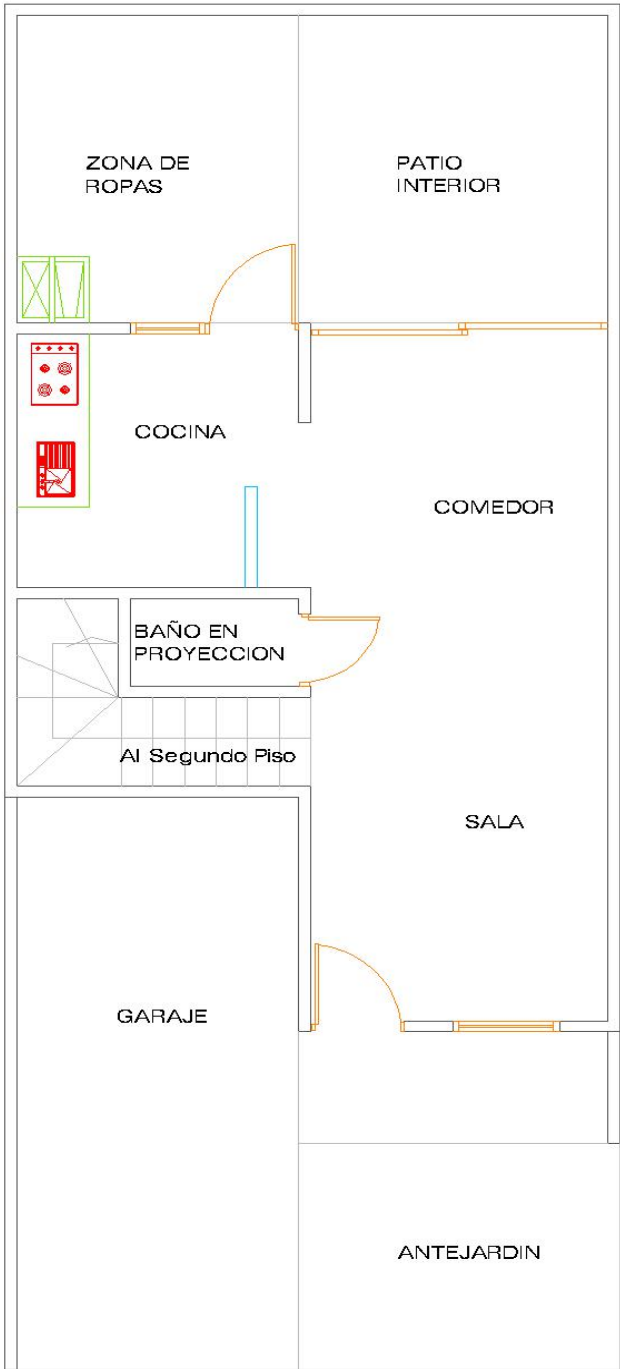 ZONA DE
ROPAS
PATIO
INTERIOR
COCINA
COMEDOR
BAÑO EN
PROYECCION
Al Segundo Piso
SALA
GARAJE
ANTEJARDIN